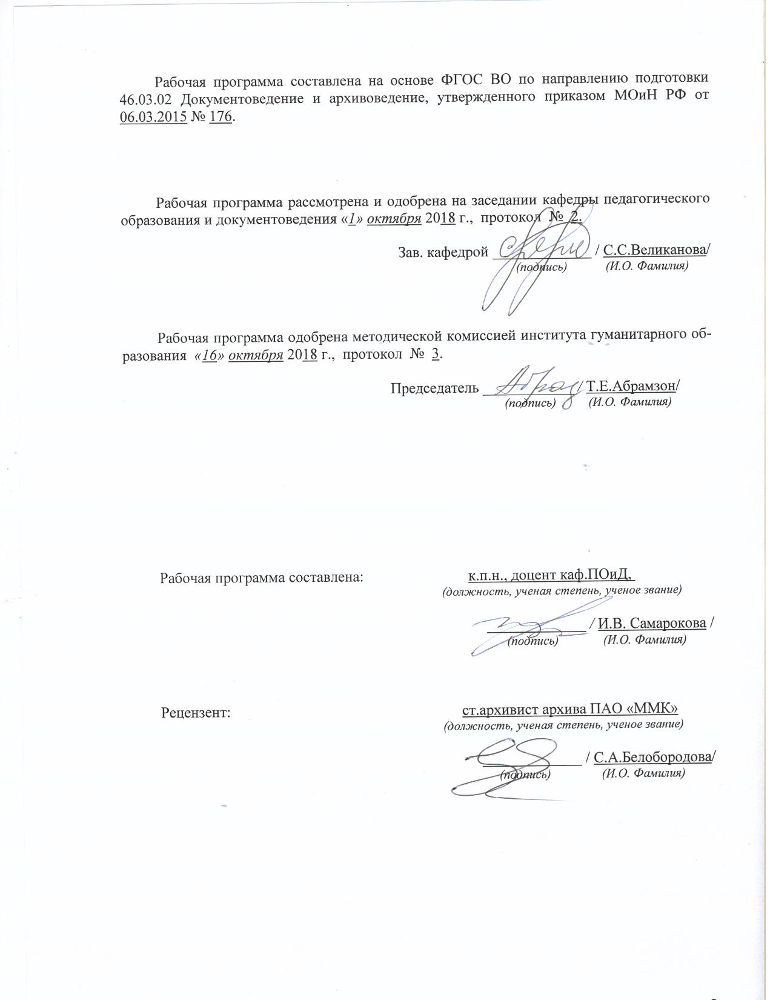 Рабочая программа составлена на основе ФГОС ВО по направлению подготовки
46.03.02 Документоведение и архивоведение, утвержденного приказом МОиН РФ от
06.03.2015 № 176.
Рабочая программа рассмотрена и одобрена на заседании кафедры педагогического
образования и документоведения «1» октября 2018 г., протокол № 2.
Зав. кафедрой ____________ / С.С.Великанова/
(подпись) (И.О. Фамилия)
Рабочая программа одобрена методической комиссией института гуманитарного об-
разования «16» октября 2018 г., протокол № 3.
Председатель ____________/ Т.Е.Абрамзон/
(подпись) (И.О. Фамилия)
Рабочая программа составлена: к.п.н., доцент каф.ПОиД,
(должность, ученая степень, ученое звание)
____________ / И.В. Самарокова /
(подпись) (И.О. Фамилия)
Рецензент: ст.архивист архива ПАО «ММК»
(должность, ученая степень, ученое звание)
____________ / С.А.Белобородова/
(подпись) (И.О. Фамилия)